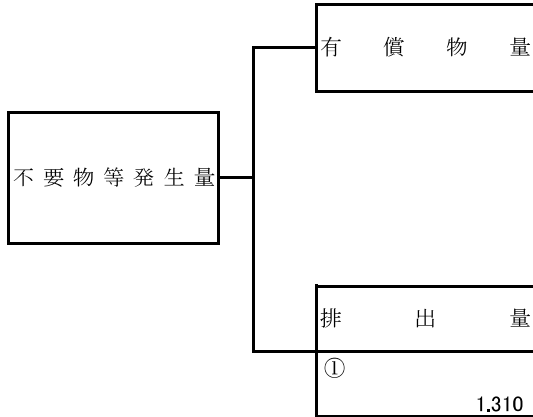 有償物量
不要物等発生量
排出量
①
1.310